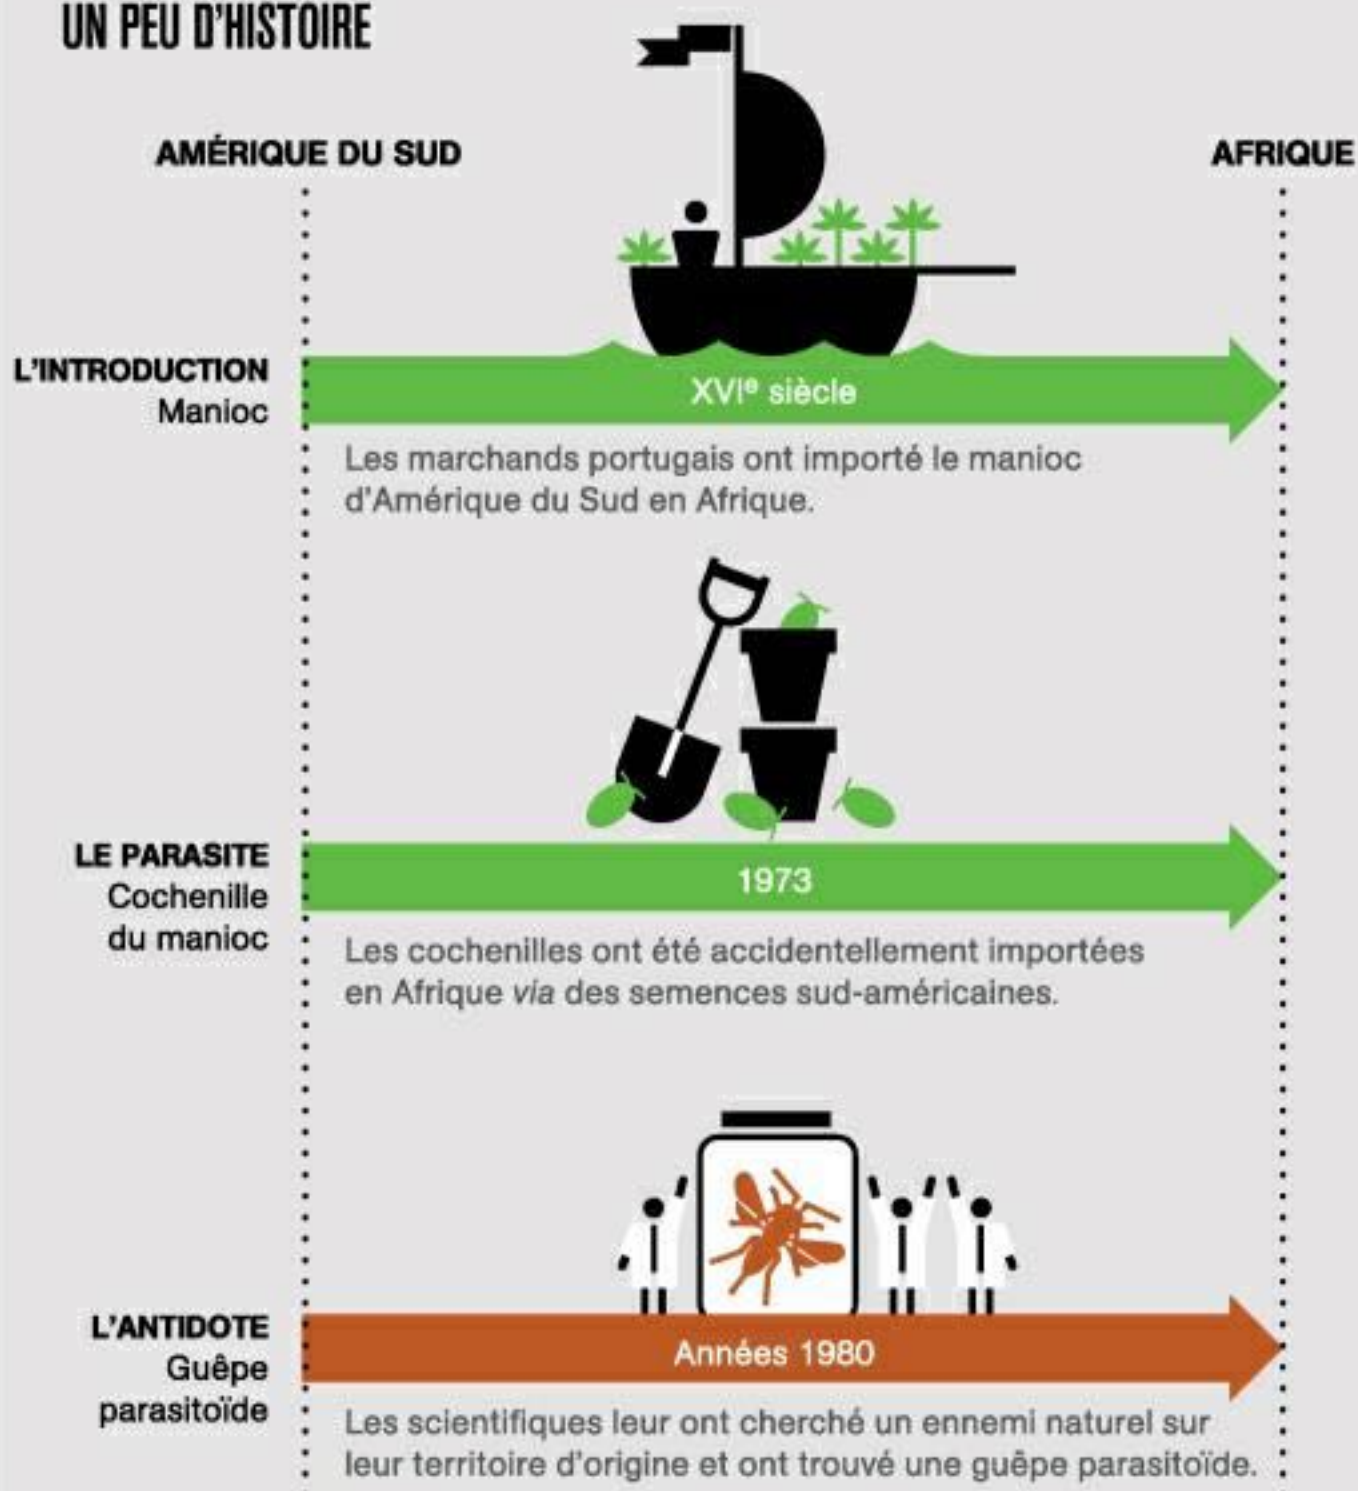 UN PEU D'HISTOIRE
AMÉRIQUE DU SUD
AFRIQUE
L'INTRODUCTION
Manioc
XVIᵉ siècle
Les marchands portugais ont importé le manioc
d'Amérique du Sud en Afrique.
LE PARASITE
Cochenille
du manioc
1973
Les cochenilles ont été accidentellement importées
en Afrique via des semences sud-américaines.
L'ANTIDOTE
Guêpe
parasitoïde
Années 1980
Les scientifiques leur ont cherché un ennemi naturel sur
leur territoire d'origine et ont trouvé une guêpe parasitoïde.